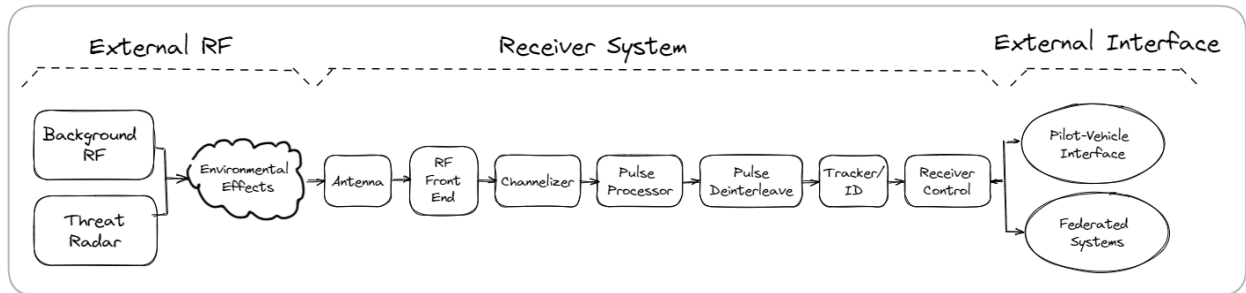 External RF
Receiver System
External Interface
Background
RF
Threat
Radar
Environmental
Effects
Antenna
RF
Front
End
Channelizer
Pulse
Processor
Pulse
Deinterleave
Tracker/
ID
Receiver
Control
Pilot-Vehicle
Interface
Federated
Systems